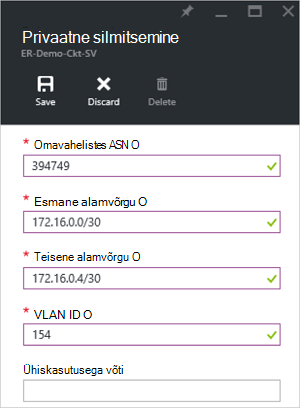 Privaatne silmitsemine
ER-Demo-Ckt-SV
Save Discard Delete
* Omavahelistes ASN O
394749
* Esmane alamvõrgu O
172.16.0.0/30
* Teisene alamvõrgu O
172.16.0.4/30
* VLAN ID O
154
Ühiskasutusega võti